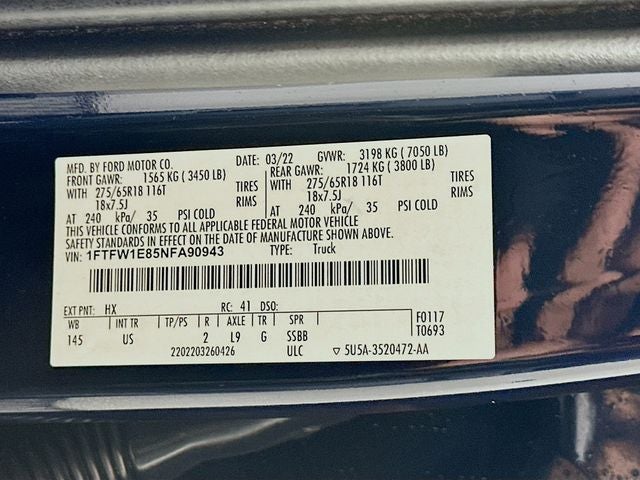 MFD. BY FORD MOTOR CO.
DATE: 03/22 GVWR: 3198 KG ( 7050 LB)
FRONT GAWR: 1565 KG ( 3450 LB) REAR GAWR: 1724 KG ( 3800 LB)
WITH 275/65R18 116T TIRES WITH 275/65R18 116T TIRES
18x7.5J RIMS 18x7.5J RIMS
AT 240 kPa/ 35 PSI COLD AT 240 kPa/ 35 PSI COLD
THIS VEHICLE CONFORMS TO ALL APPLICABLE FEDERAL MOTOR VEHICLE
SAFETY STANDARDS IN EFFECT ON THE DATE OF MANUFACTURE SHOWN ABOVE.
VIN: 1FTFW1E85NFA90943 TYPE: Truck
EXT PNT: HX RC: 41 DSO: F0117
WB INT TR TP/PS R AXLE TR SPR T0693
145 US 2 L9 G SSBB
2202203260426 ULC ▽ 5U5A-3520472-AA